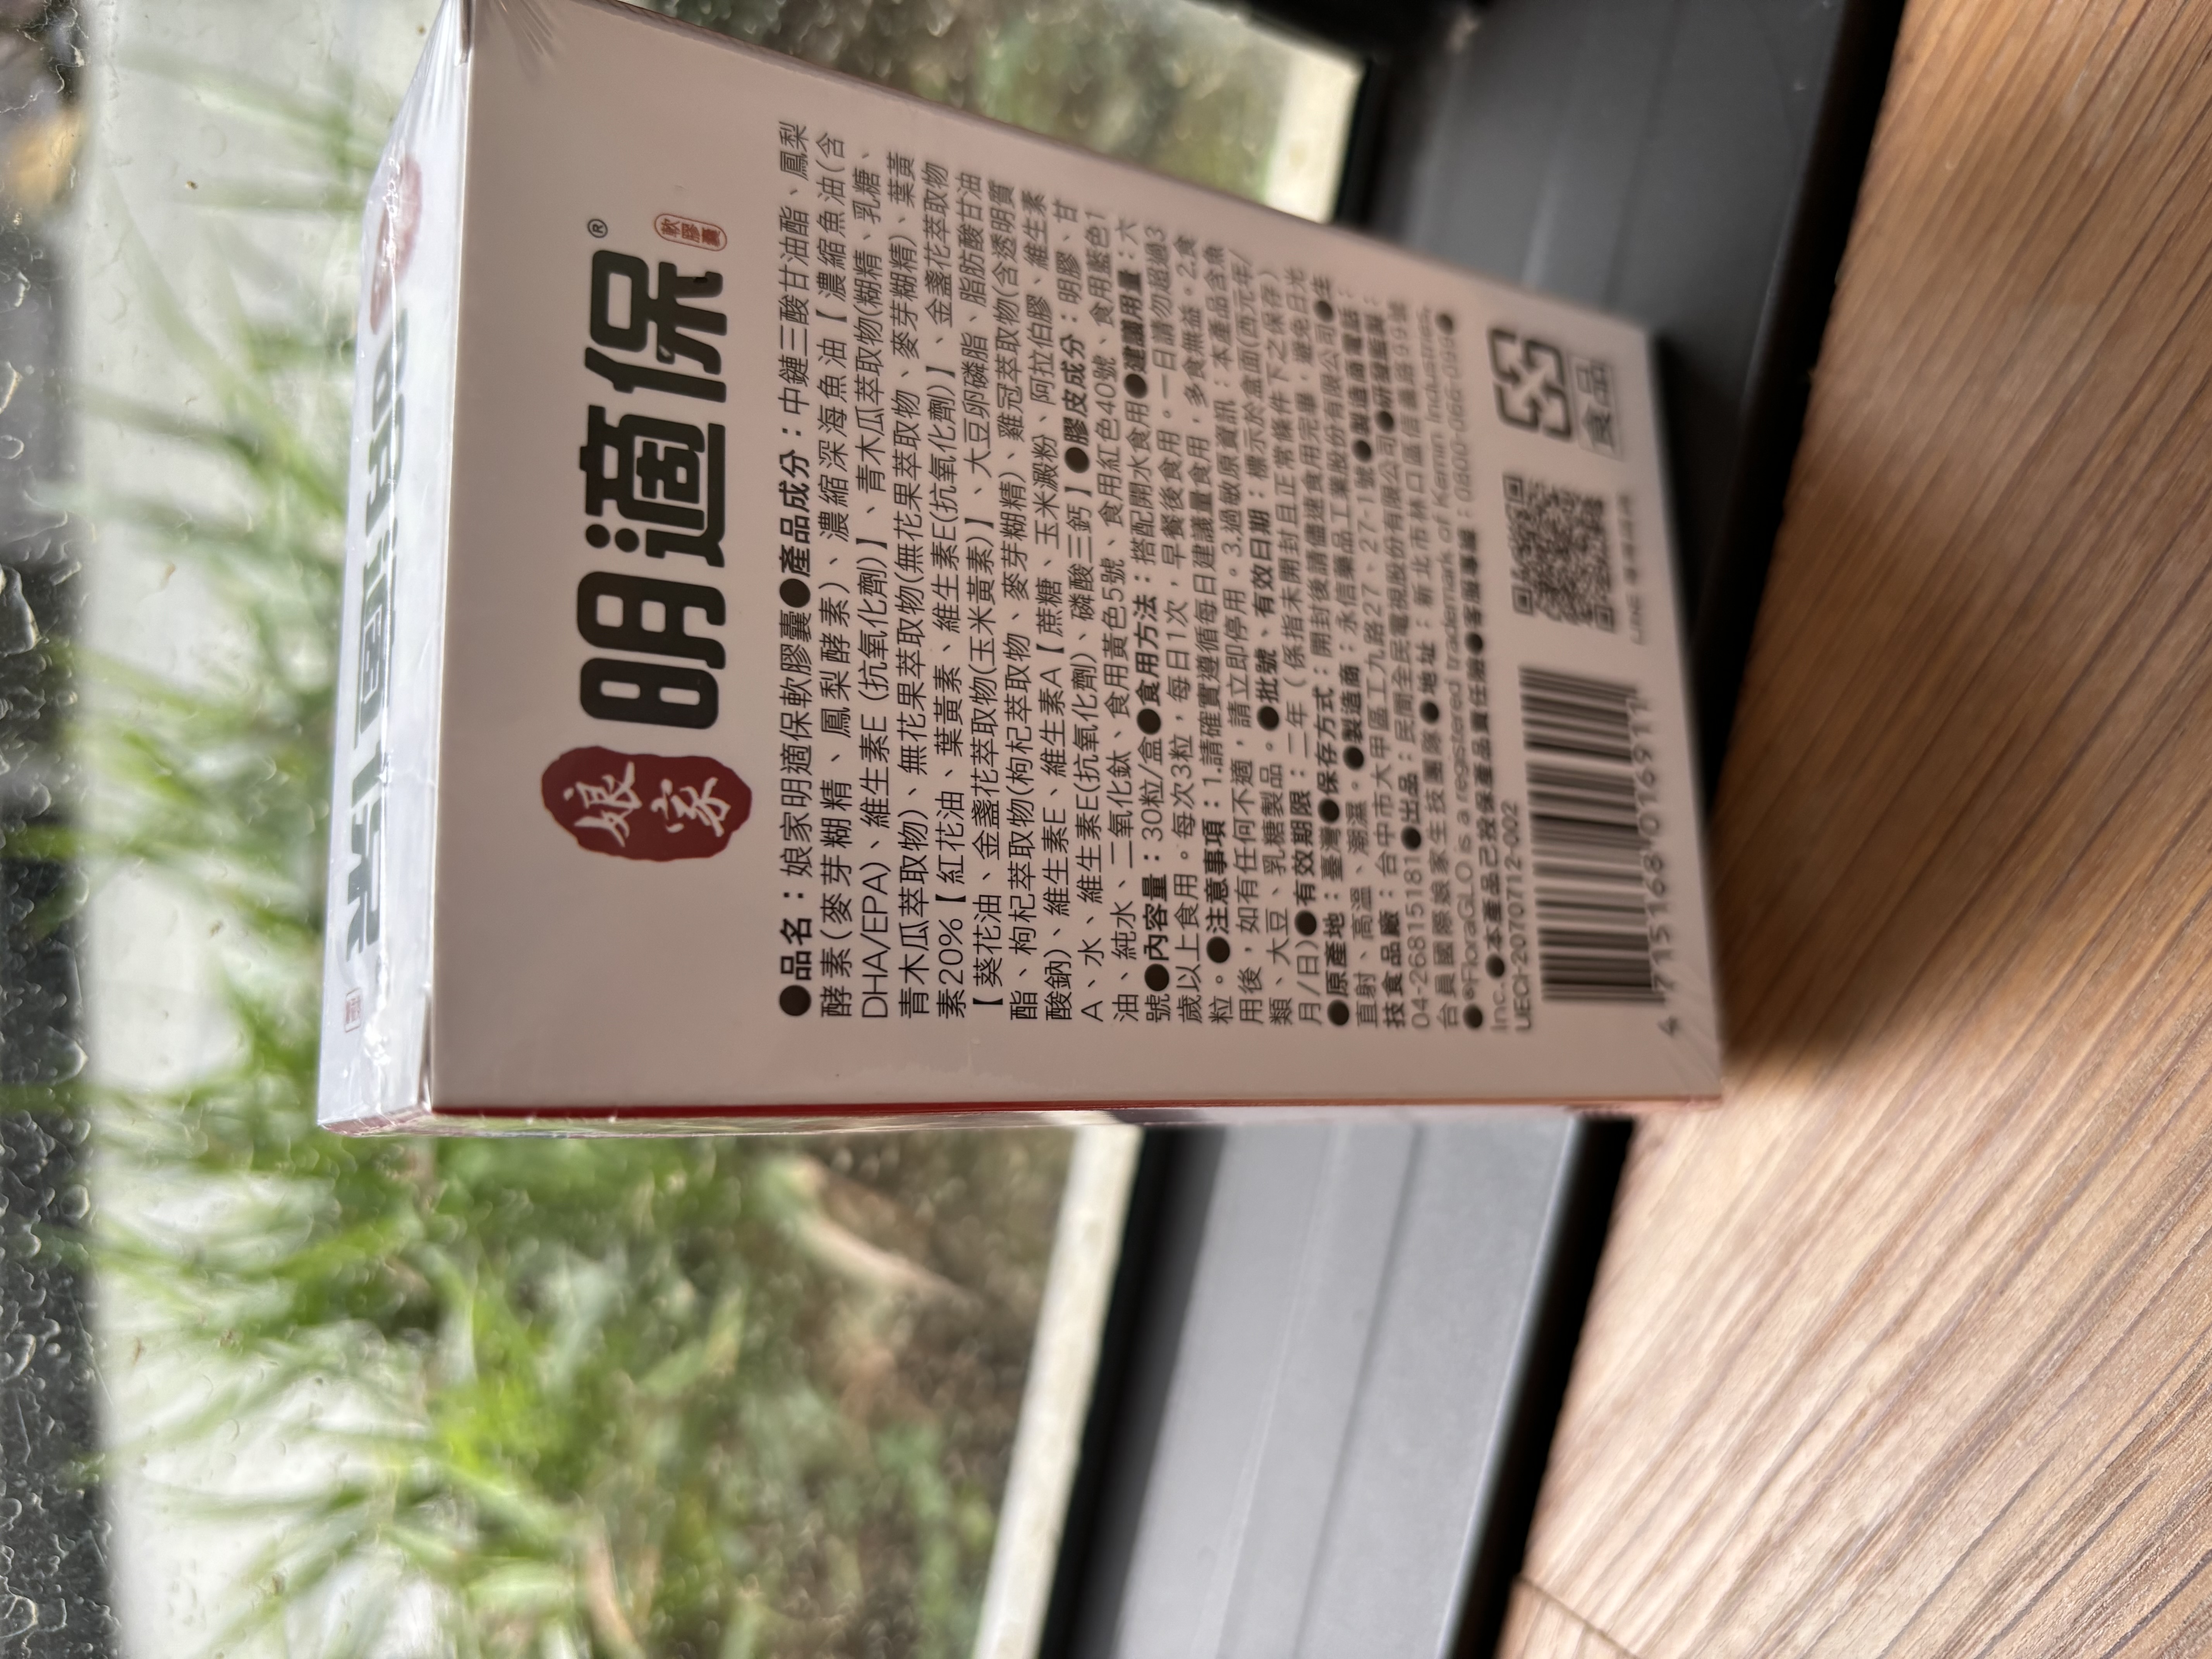 娘家
明適保®
軟膠囊
●品名：娘家明適保軟膠囊●產品成分：中鏈三酸甘油酯、鳳梨
酵素(麥芽糊精、鳳梨酵素)、濃縮深海魚油【濃縮魚油(含
DHA/EPA)、維生素E(抗氧化劑)】、青木瓜萃取物(糊精、乳糖、
青木瓜萃取物)、無花果萃取物(無花果萃取物、麥芽糊精)、葉黃
素20%【紅花油、葉黃素、維生素E(抗氧化劑)】、金盞花萃取物
【葵花油、金盞花萃取物(玉米黃素)】、大豆卵磷脂、脂肪酸甘油
酯、枸杞萃取物(枸杞萃取物、麥芽糊精)、雞冠萃取物(含透明質
酸鈉)、維生素E、維生素A【蔗糖、玉米澱粉、阿拉伯膠、維生素
A、水、維生素E(抗氧化劑)、磷酸三鈣】●膠皮成分：明膠、甘
油、純水、二氧化鈦、食用黃色5號、食用紅色40號、食用藍色1
號●內容量：30粒/盒●食用方法：搭配開水食用●建議用量：六
歲以上食用。每次3粒，每日1次，早餐後食用。一日請勿超過3
粒。●注意事項：1.請確實遵循每日建議量食用，多食無益。2.食
用後，如有任何不適，請立即停用。3.過敏原資訊：本產品含魚
類、大豆、乳糖製品。●批號、有效日期：標示於盒面(西元年/
月/日)●有效期限：二年(係指未開封且正常條件下之保存)
●原產地：臺灣●保存方式：開封後請儘速食用完畢，避免日光
直射、高溫、潮濕。●製造商：永信藥品工業股份有限公司●生
技食品廠：台中市大甲區工九路27、27-1號●製造商電話：
04-26815181●出品：民間全民電視股份有限公司●研發監製：
台員國際娘家生技團隊●地址：新北市林口區信義路99號
●®FloraGLO is a registered trademark of Kemin Industries,
Inc.●本產品已投保產品責任險●客服專線：0800-066-094●
UECI-2070712-002
4 715168 016911
食品